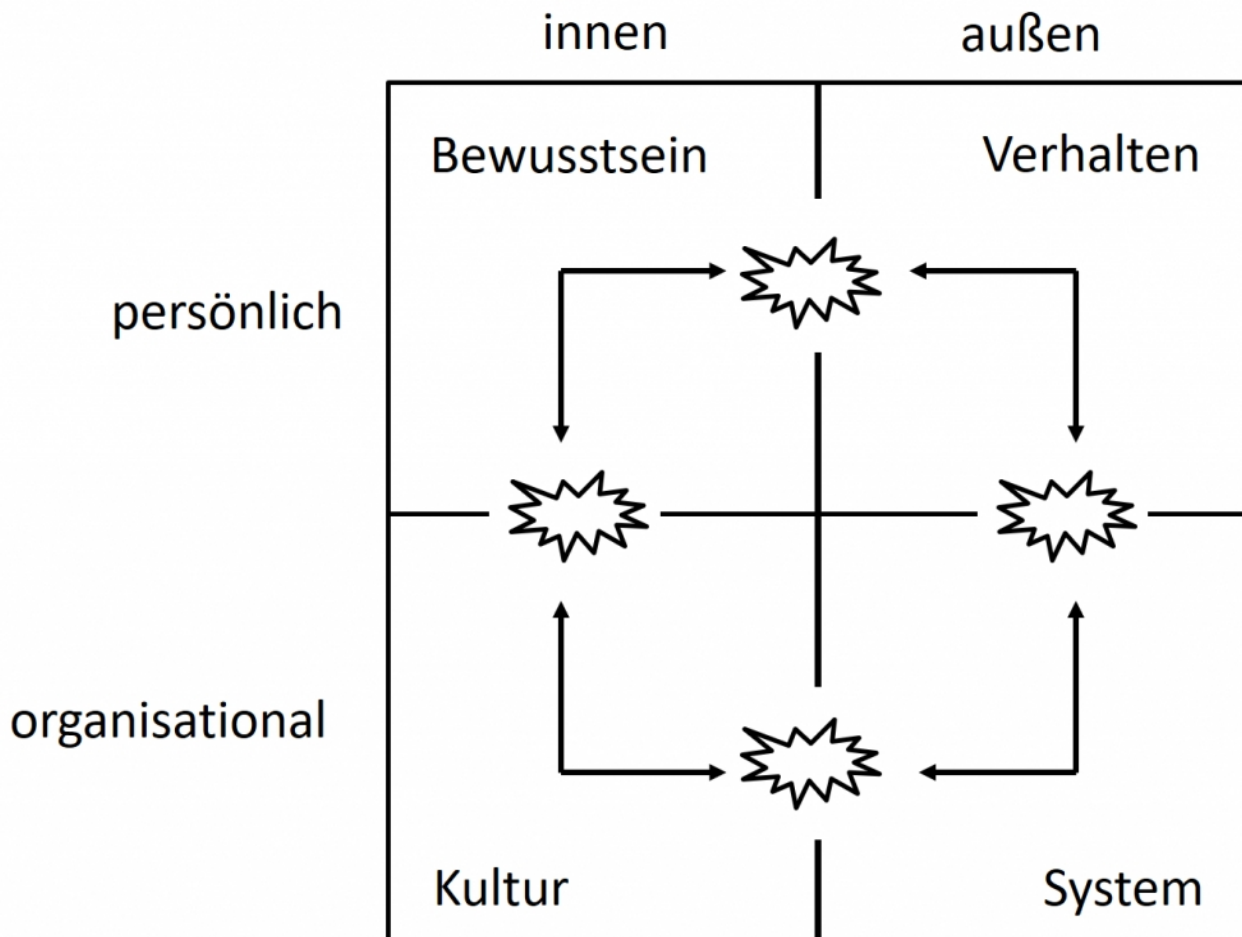 innen außen
Bewusstsein Verhalten
persönlich
organisational
Kultur System